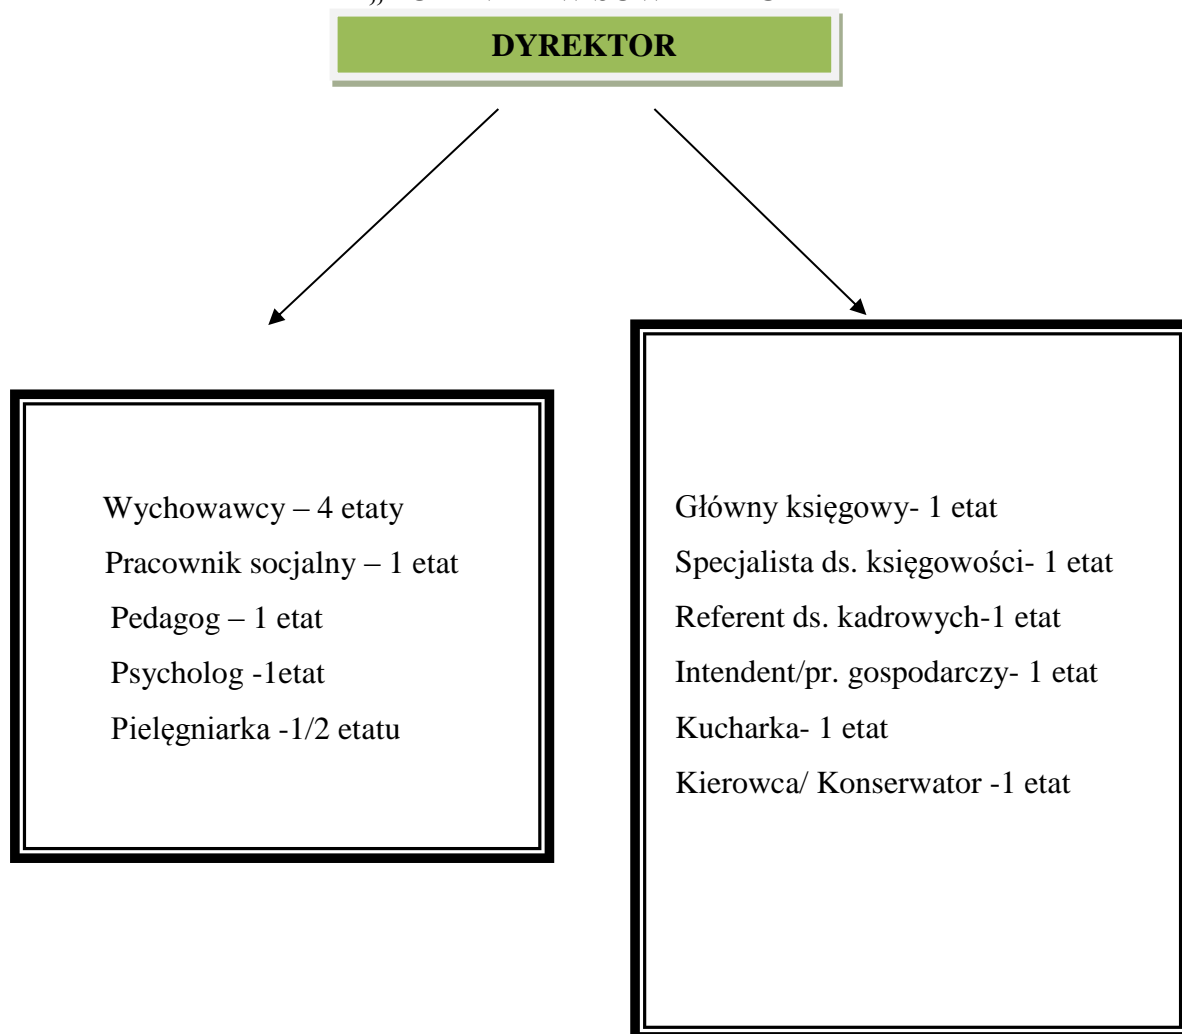 DYREKTOR
Wychowawcy – 4 etaty
Pracownik socjalny – 1 etat
Pedagog – 1 etat
Psycholog -1etat
Pielęgniarka -1/2 etatu
Główny księgowy- 1 etat
Specjalista ds. księgowości- 1 etat
Referent ds. kadrowych-1 etat
Intendent/pr. gospodarczy- 1 etat
Kucharka- 1 etat
Kierowca/ Konserwator -1 etat